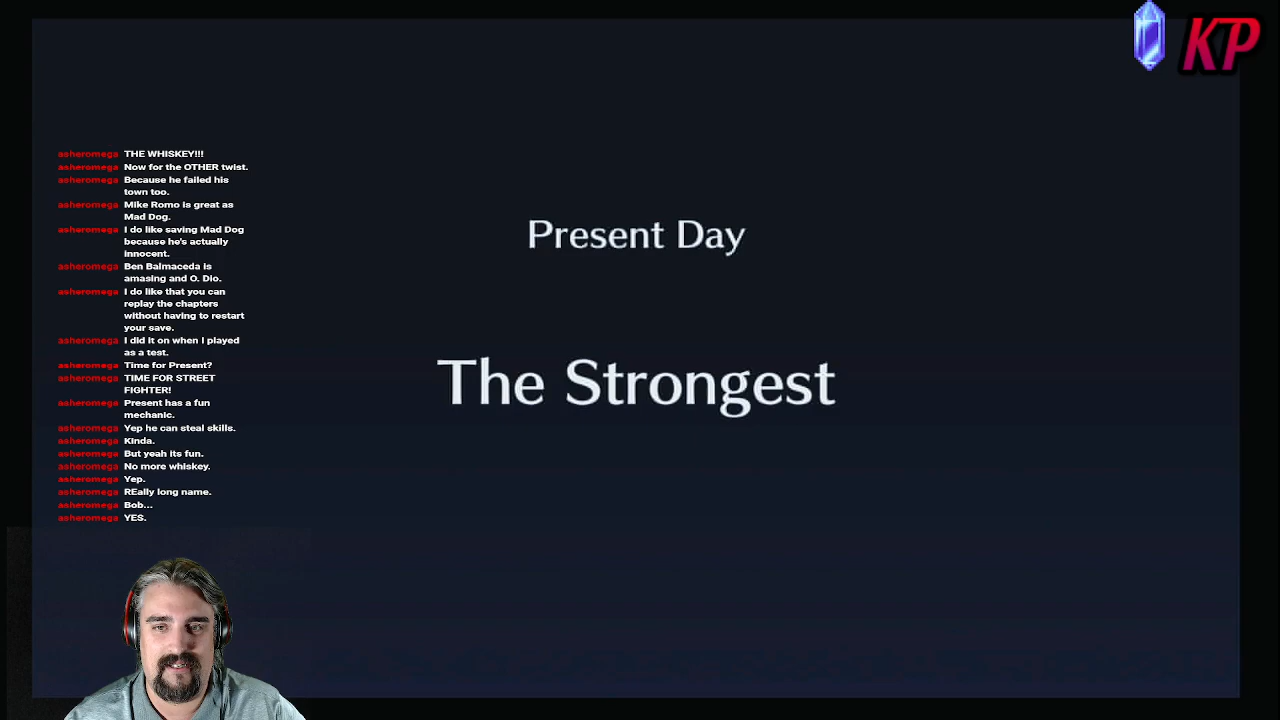 KP
asheromega THE WHISKEY!!!
asheromega Now for the OTHER twist.
asheromega Because he failed his
town too.
asheromega Mike Romo is great as
Mad Dog.
asheromega I do like saving Mad Dog
because he's actually
innocent.
asheromega Ben Balmaceda is
amasing and O. Dio.
asheromega I do like that you can
replay the chapters
without having to restart
your save.
asheromega I did it on when I played
as a test.
asheromega Time for Present?
asheromega TIME FOR STREET
FIGHTER!
asheromega Present has a fun
mechanic.
asheromega Yep he can steal skills.
asheromega Kinda.
asheromega But yeah its fun.
asheromega No more whiskey.
asheromega Yep.
asheromega REally long name.
asheromega Bob...
asheromega YES.
Present Day
The Strongest